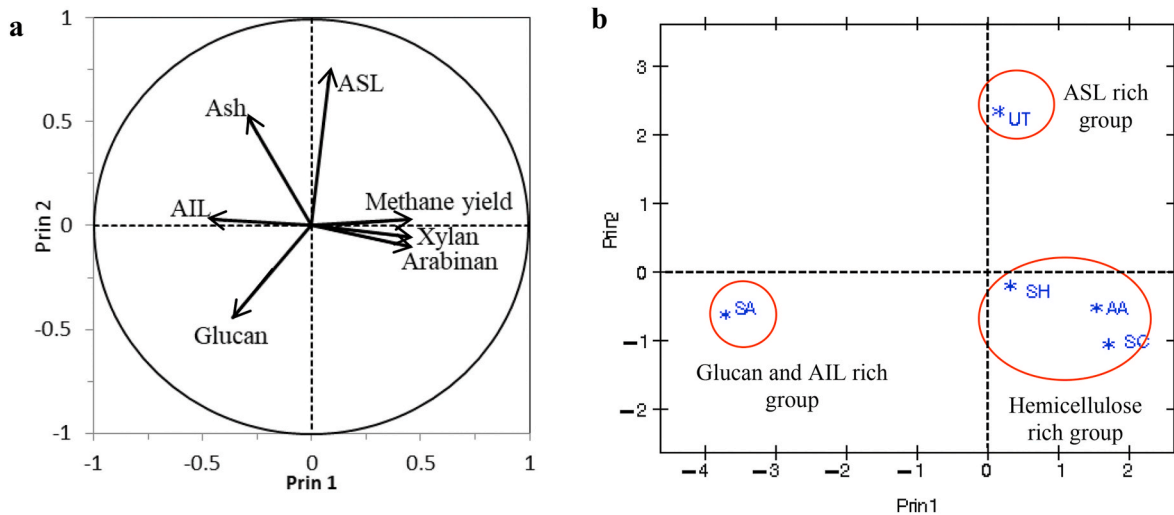 a
1
0.5
0
-0.5
-1
-1
-0.5
0
0.5
1
Prin 1
Prin 2
ASL
Ash
AIL
Methane yield
Xylan
Arabinan
Glucan
b
3
2
1
0
−1
−2
−4
−3
−2
−1
0
1
2
Prin1
Prin2
* UT
ASL rich
group
* SH
* AA
* SC
* SA
Glucan and AIL rich
group
Hemicellulose
rich group